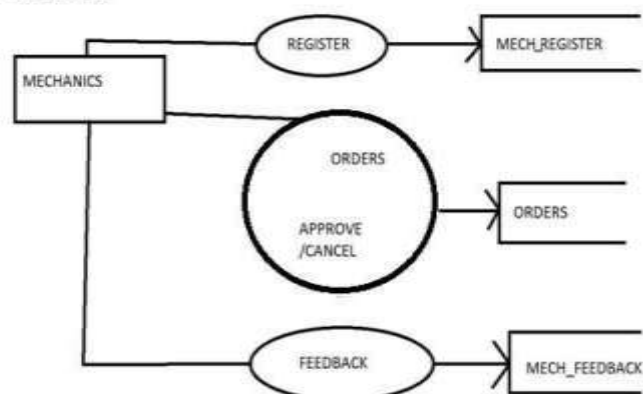 REGISTER
MECH_REGISTER
MECHANICS
ORDERS
ORDERS
APPROVE
/CANCEL
FEEDBACK
MECH_FEEDBACK